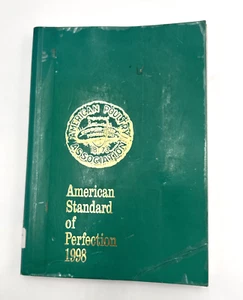 AMERICAN POULTRY
ASSOCIATION
American
Standard
of
Perfection
1998